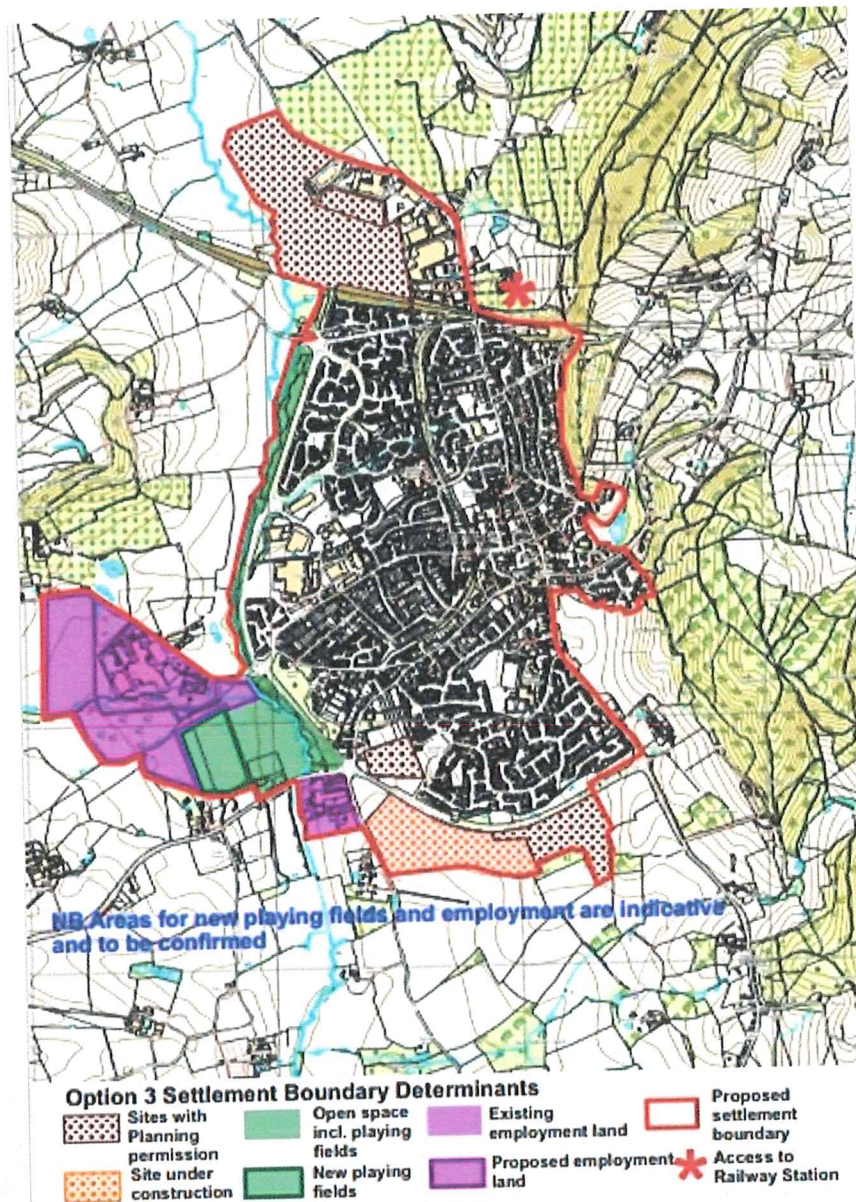 P
NB.Areas for new playing fields and employment are indicative
and to be confirmed
Option 3 Settlement Boundary Determinants
Sites with
Planning
permission
Open space
incl. playing
fields
Existing
employment land
Proposed
settlement
boundary
Site under
construction
New playing
fields
Proposed employment
land
Access to
Railway Station